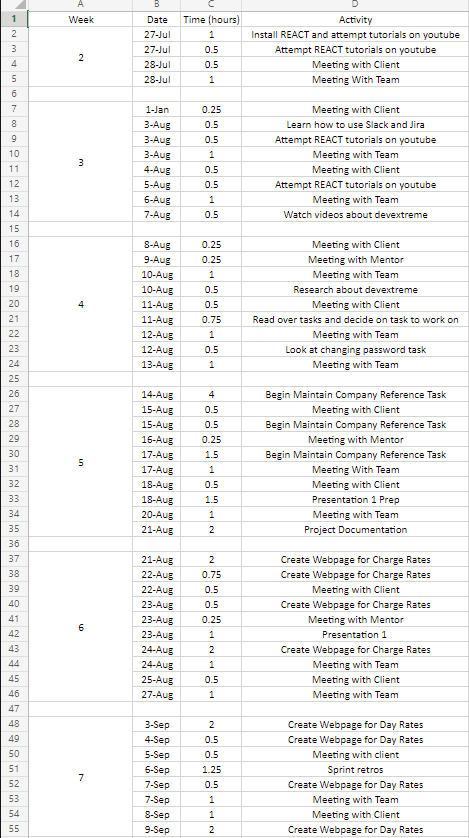 A B C D
1 Week Date Time (hours) Activity
2 27-Jul 1 Install REACT and attempt tutorials on youtube
3 27-Jul 0.5 Attempt REACT tutorials on youtube
4 2 28-Jul 0.5 Meeting with Client
5 28-Jul 1 Meeting With Team
6
7 1-Jan 0.25 Meeting with Client
8 3-Aug 0.5 Learn how to use Slack and Jira
9 3-Aug 0.5 Attempt REACT tutorials on youtube
10 3-Aug 1 Meeting with Team
11 3 4-Aug 0.5 Meeting with Client
12 5-Aug 0.5 Attempt REACT tutorials on youtube
13 6-Aug 1 Meeting with Team
14 7-Aug 0.5 Watch videos about devextreme
15
16 8-Aug 0.25 Meeting with Client
17 9-Aug 0.25 Meeting with Mentor
18 10-Aug 1 Meeting with Team
19 10-Aug 0.5 Research about devextreme
20 4 11-Aug 0.5 Meeting with Client
21 11-Aug 0.75 Read over tasks and decide on task to work on
22 12-Aug 1 Meeting with Team
23 12-Aug 0.5 Look at changing password task
24 13-Aug 1 Meeting with Team
25
26 14-Aug 4 Begin Maintain Company Reference Task
27 15-Aug 0.5 Meeting with Client
28 15-Aug 0.5 Begin Maintain Company Reference Task
29 16-Aug 0.25 Meeting with Mentor
30 17-Aug 1.5 Begin Maintain Company Reference Task
31 5 17-Aug 1 Meeting With Team
32 18-Aug 0.5 Meeting with Client
33 18-Aug 1.5 Presentation 1 Prep
34 20-Aug 1 Meeting with Team
35 21-Aug 2 Project Documentation
36
37 21-Aug 2 Create Webpage for Charge Rates
38 22-Aug 0.75 Create Webpage for Charge Rates
39 22-Aug 0.5 Meeting with Client
40 23-Aug 0.5 Create Webpage for Charge Rates
41 23-Aug 0.25 Meeting with Mentor
42 6 23-Aug 1 Presentation 1
43 24-Aug 2 Create Webpage for Charge Rates
44 24-Aug 1 Meeting with Team
45 25-Aug 0.5 Meeting with Client
46 27-Aug 1 Meeting with Team
47
48 3-Sep 2 Create Webpage for Day Rates
49 4-Sep 0.5 Create Webpage for Day Rates
50 5-Sep 0.5 Meeting with client
51 6-Sep 1.25 Sprint retros
52 7 7-Sep 0.5 Create Webpage for Day Rates
53 7-Sep 1 Meeting with Team
54 8-Sep 1 Meeting with Client
55 9-Sep 2 Create Webpage for Day Rates